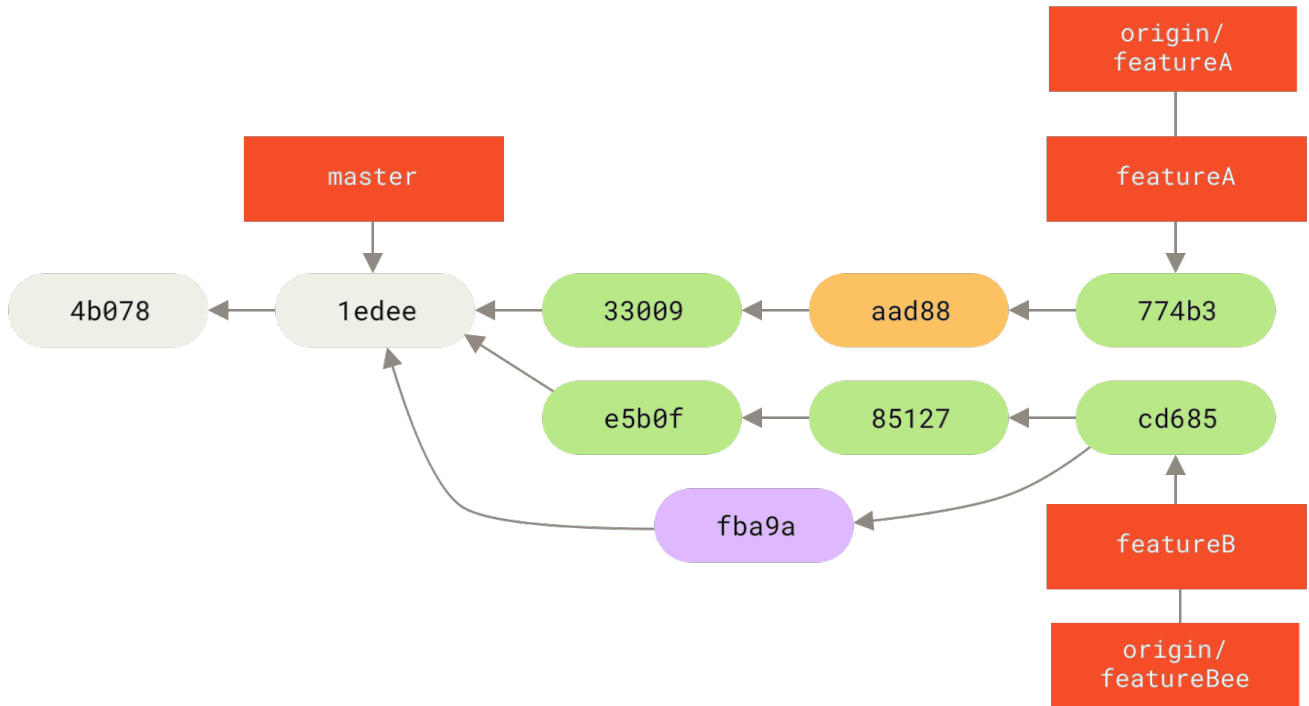 origin/
featureA
master
featureA
4b078
1edee
33009
aad88
774b3
e5b0f
85127
cd685
fba9a
featureB
origin/
featureBee